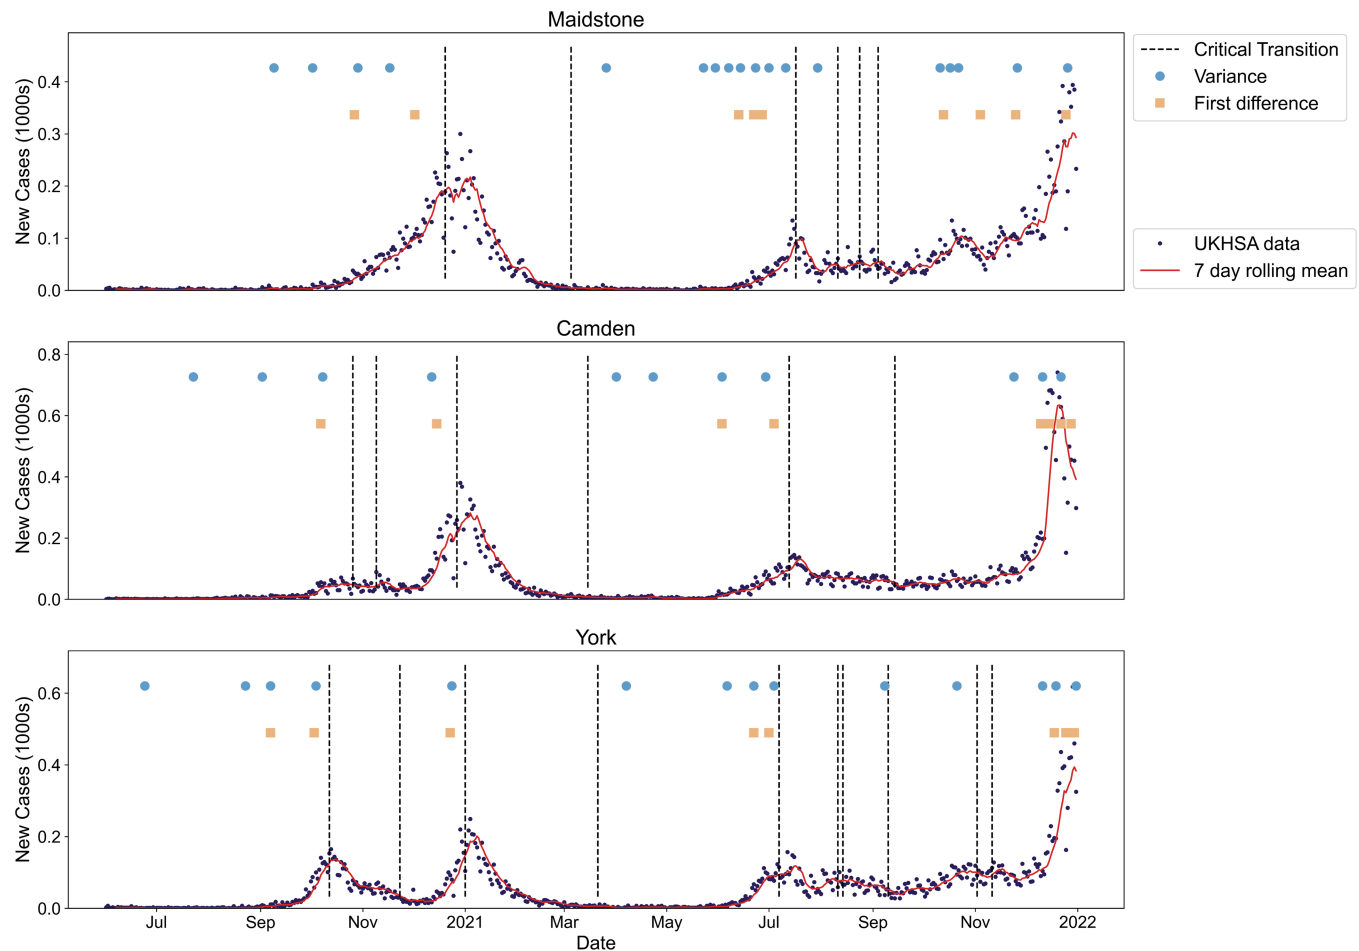 Maidstone
New Cases (1000s)
0.4
0.3
0.2
0.1
0.0
Critical Transition
Variance
First difference
UKHSA data
7 day rolling mean
Camden
New Cases (1000s)
0.8
0.6
0.4
0.2
0.0
York
New Cases (1000s)
0.6
0.4
0.2
0.0
Jul Sep Nov 2021 Mar May Jul Sep Nov 2022
Date